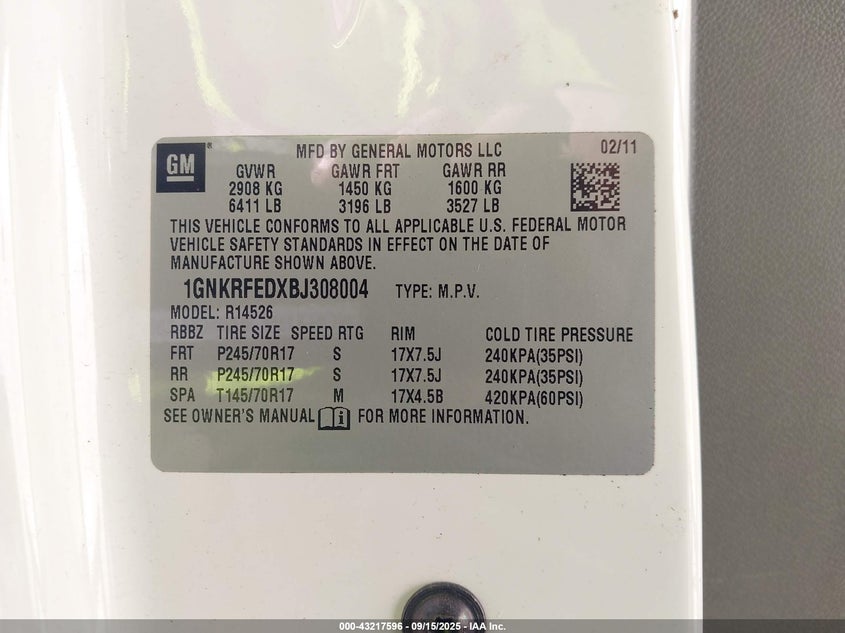 GM ® MFD BY GENERAL MOTORS LLC 02/11
GVWR GAWR FRT GAWR RR
2908 KG 1450 KG 1600 KG
6411 LB 3196 LB 3527 LB
THIS VEHICLE CONFORMS TO ALL APPLICABLE U.S. FEDERAL MOTOR
VEHICLE SAFETY STANDARDS IN EFFECT ON THE DATE OF
MANUFACTURE SHOWN ABOVE.
1GNKRFEDXBJ308004 TYPE: M.P.V.
MODEL: R14526
RBBZ TIRE SIZE SPEED RTG RIM COLD TIRE PRESSURE
FRT P245/70R17 S 17X7.5J 240KPA(35PSI)
RR P245/70R17 S 17X7.5J 240KPA(35PSI)
SPA T145/70R17 M 17X4.5B 420KPA(60PSI)
SEE OWNER'S MANUAL i FOR MORE INFORMATION.
000-43217596 - 09/15/2025 - IAA Inc.